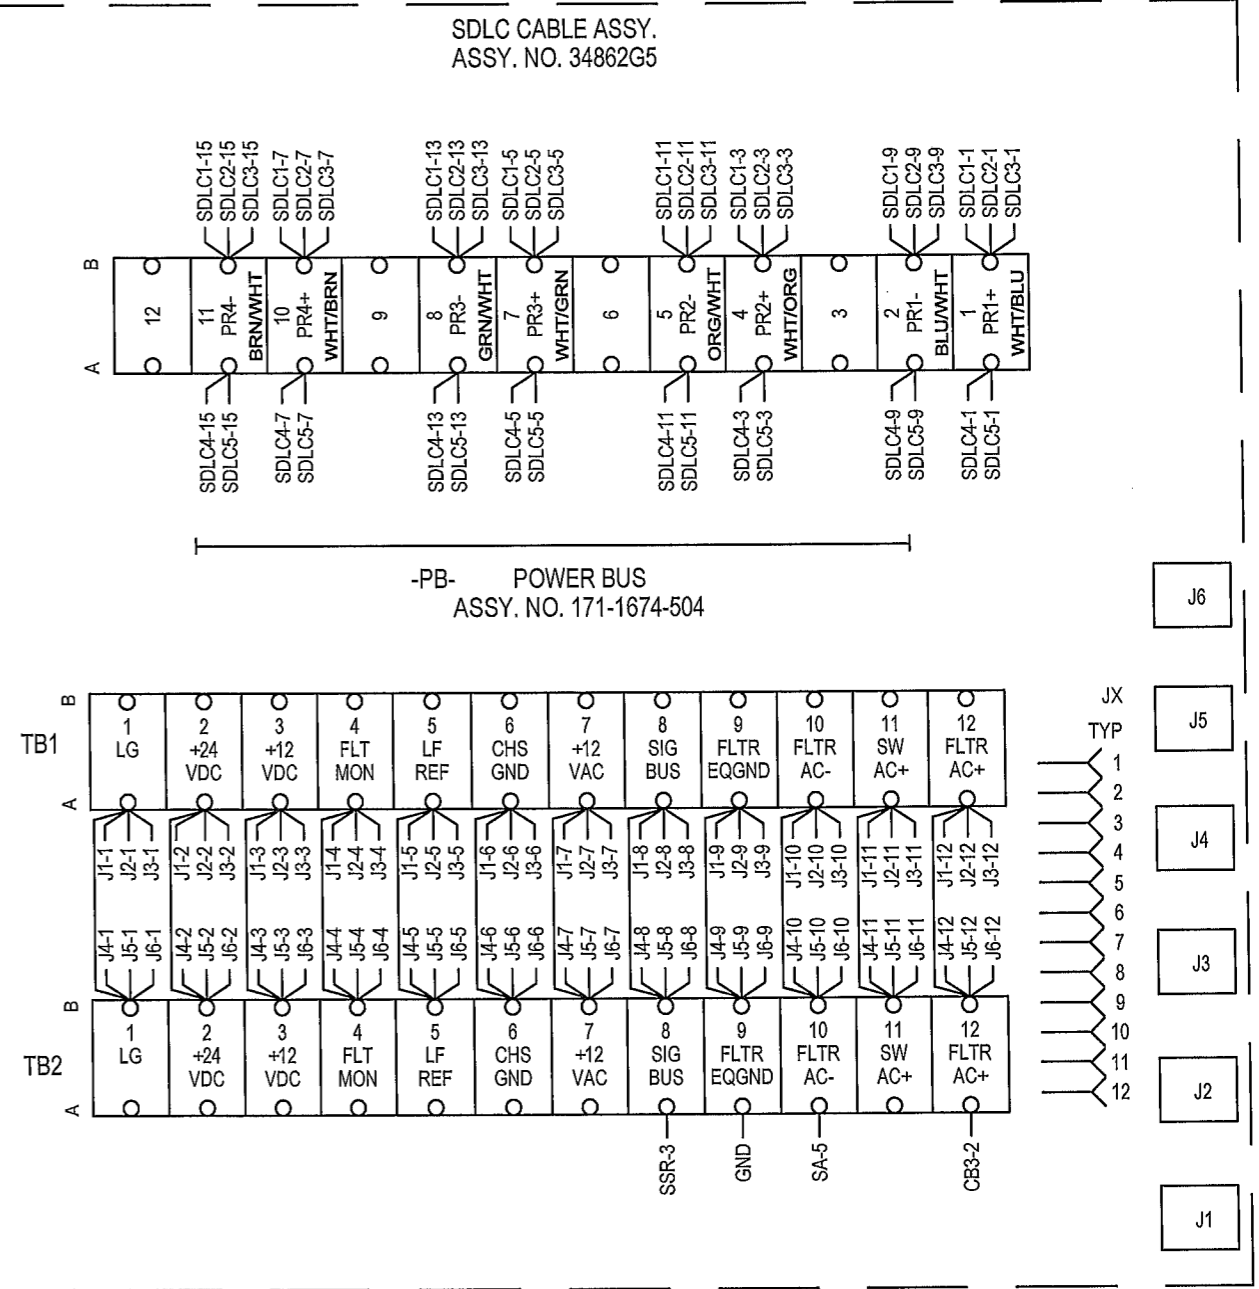 SDLC CABLE ASSY.
ASSY. NO. 34862G5
SDLC1-15
SDLC2-15
SDLC3-15
SDLC1-7
SDLC2-7
SDLC3-7
SDLC1-13
SDLC2-13
SDLC3-13
SDLC1-5
SDLC2-5
SDLC3-5
SDLC1-11
SDLC2-11
SDLC3-11
SDLC1-3
SDLC2-3
SDLC3-3
SDLC1-9
SDLC2-9
SDLC3-9
SDLC1-1
SDLC2-1
SDLC3-1
B
A
12
11
PR4-
BRN/WHT
10
PR4+
WHT/BRN
9
8
PR3-
GRN/WHT
7
PR3+
WHT/GRN
6
5
PR2-
ORG/WHT
4
PR2+
WHT/ORG
3
2
PR1-
BLU/WHT
1
PR1+
WHT/BLU
SDLC4-15
SDLC5-15
SDLC4-7
SDLC5-7
SDLC4-13
SDLC5-13
SDLC4-5
SDLC5-5
SDLC4-11
SDLC5-11
SDLC4-3
SDLC5-3
SDLC4-9
SDLC5-9
SDLC4-1
SDLC5-1
-PB- POWER BUS
ASSY. NO. 171-1674-504
TB1
B
A
1
LG
2
+24
VDC
3
+12
VDC
4
FLT
MON
5
LF
REF
6
CHS
GND
7
+12
VAC
8
SIG
BUS
9
FLTR
EQGND
10
FLTR
AC-
11
SW
AC+
12
FLTR
AC+
J1-1
J2-1
J3-1
J1-2
J2-2
J3-2
J1-3
J2-3
J3-3
J1-4
J2-4
J3-4
J1-5
J2-5
J3-5
J1-6
J2-6
J3-6
J1-7
J2-7
J3-7
J1-8
J2-8
J3-8
J1-9
J2-9
J3-9
J1-10
J2-10
J3-10
J1-11
J2-11
J3-11
J1-12
J2-12
J3-12
J4-1
J5-1
J6-1
J4-2
J5-2
J6-2
J4-3
J5-3
J6-3
J4-4
J5-4
J6-4
J4-5
J5-5
J6-5
J4-6
J5-6
J6-6
J4-7
J5-7
J6-7
J4-8
J5-8
J6-8
J4-9
J5-9
J6-9
J4-10
J5-10
J6-10
J4-11
J5-11
J6-11
J4-12
J5-12
J6-12
TB2
B
A
1
LG
2
+24
VDC
3
+12
VDC
4
FLT
MON
5
LF
REF
6
CHS
GND
7
+12
VAC
8
SIG
BUS
9
FLTR
EQGND
10
FLTR
AC-
11
SW
AC+
12
FLTR
AC+
SSR-3
GND
SA-5
CB3-2
JX
TYP
1
2
3
4
5
6
7
8
9
10
11
12
J6
J5
J4
J3
J2
J1